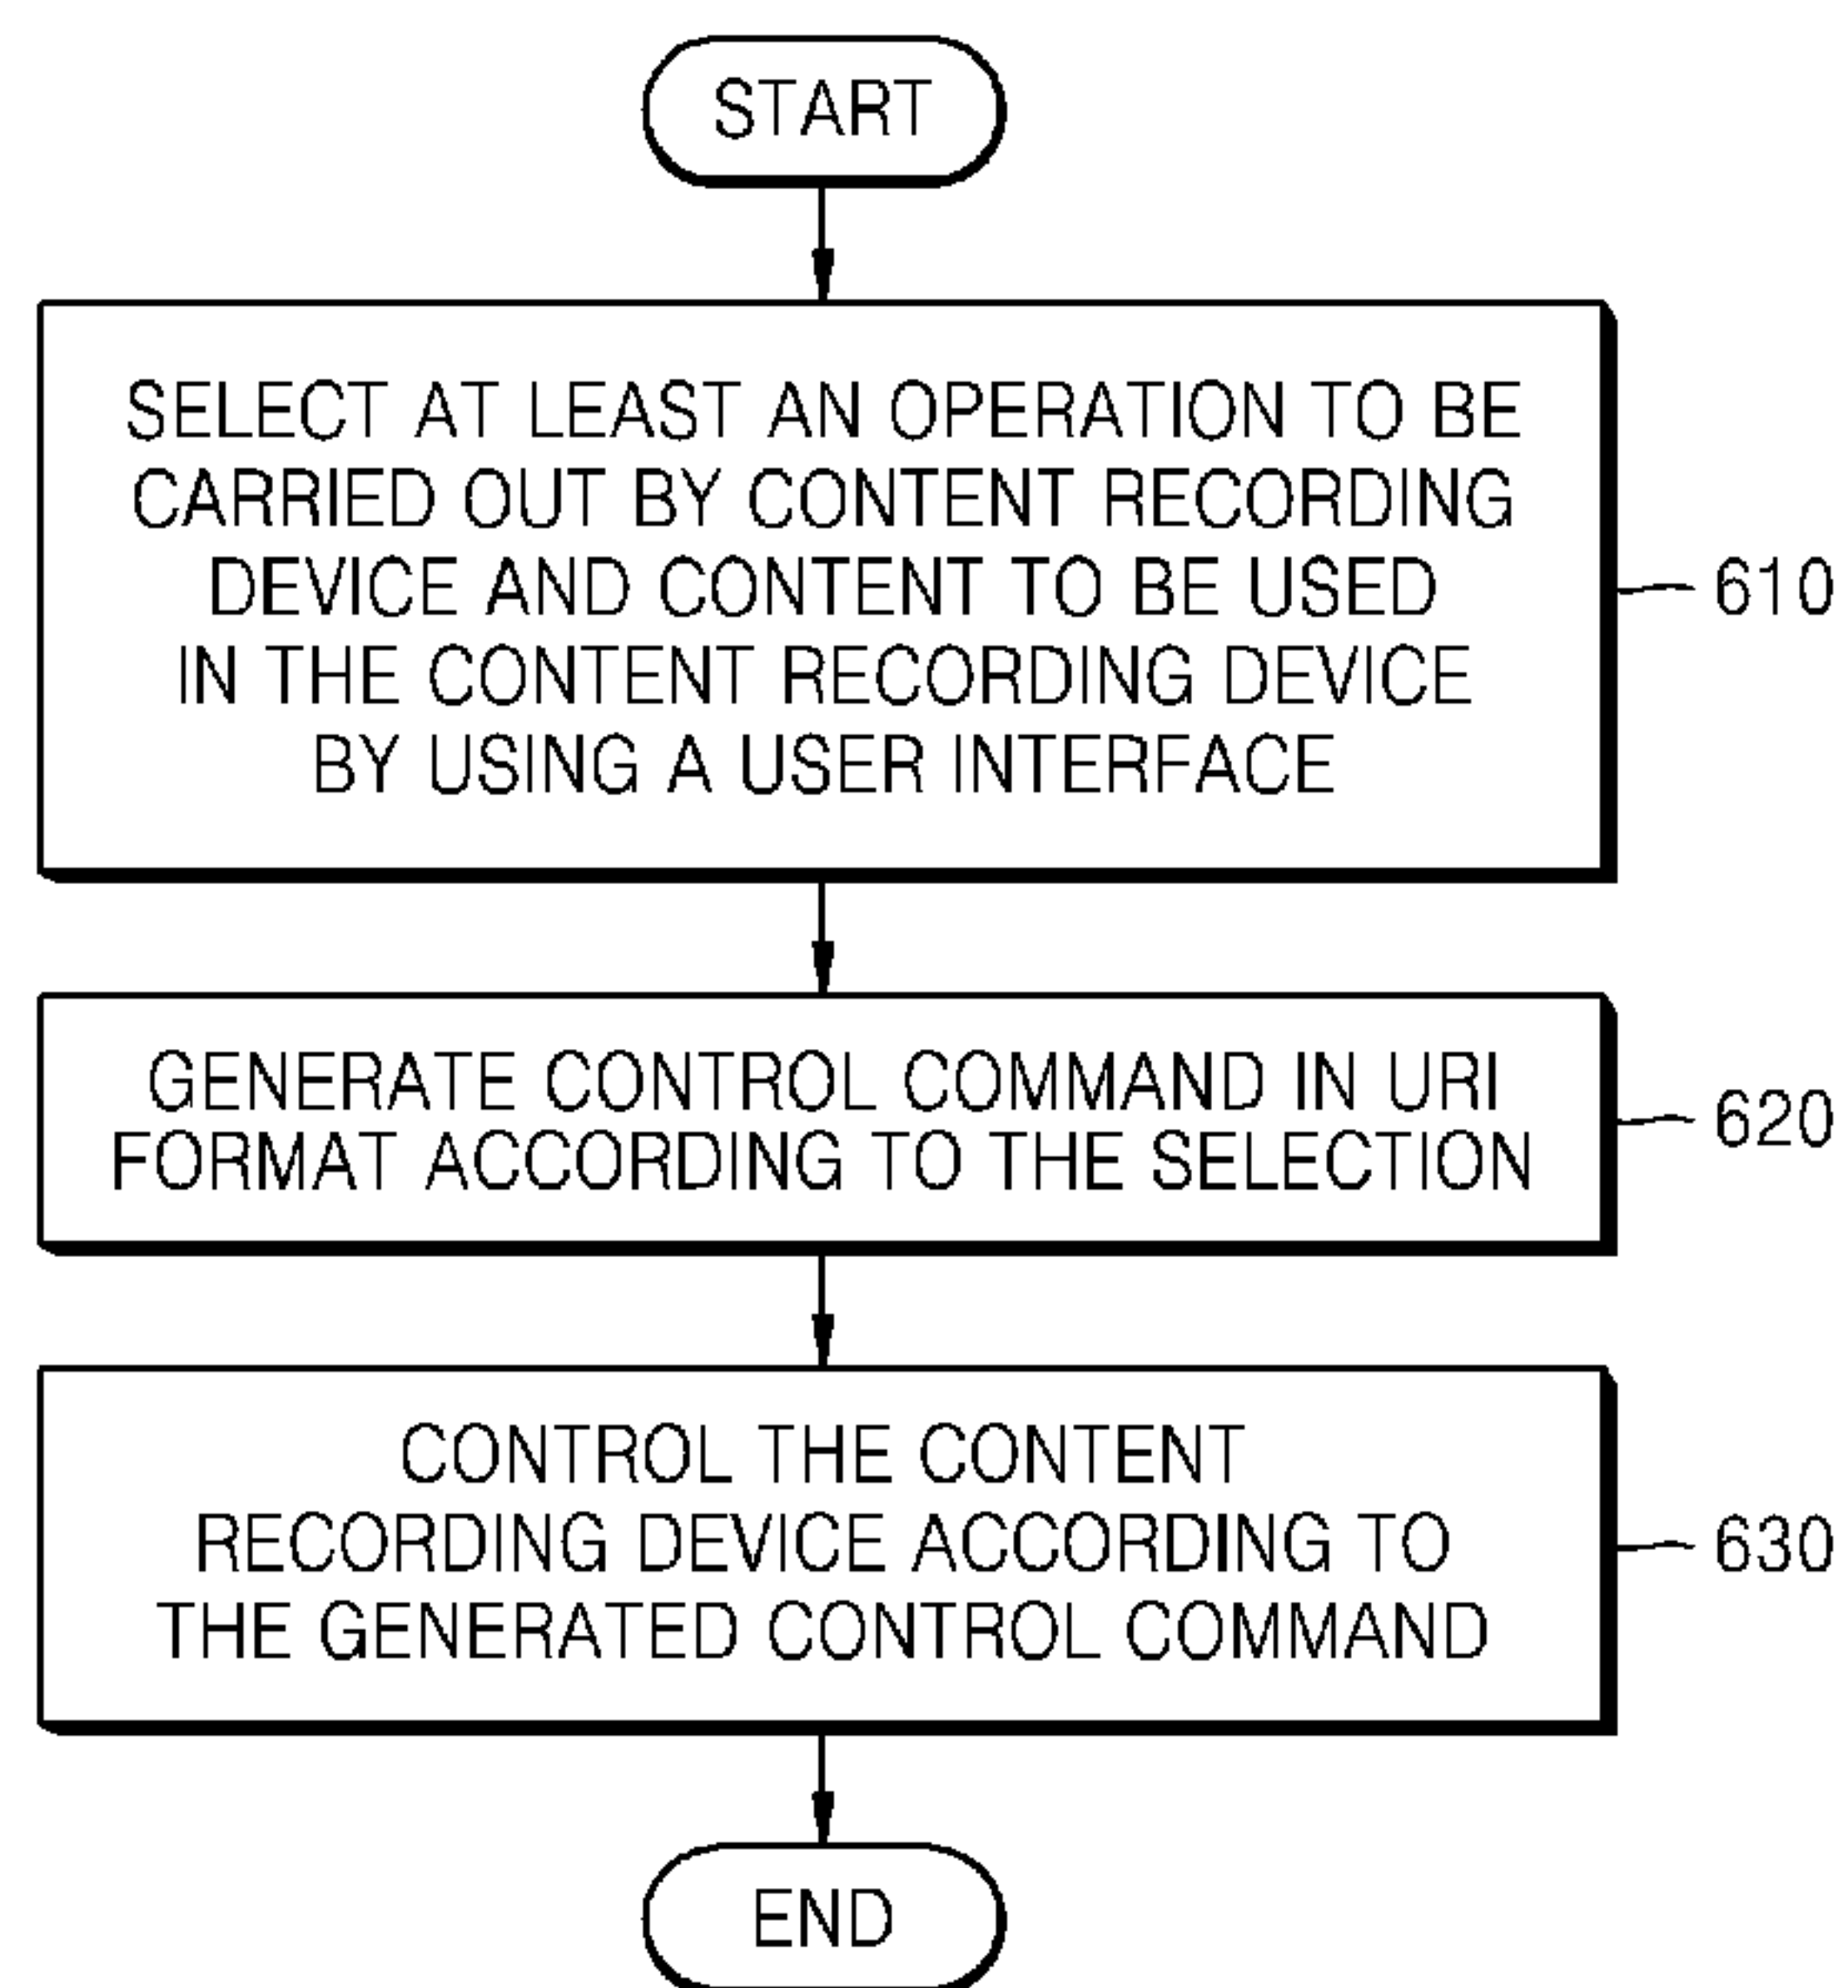 START
SELECT AT LEAST AN OPERATION TO BE
CARRIED OUT BY CONTENT RECORDING
DEVICE AND CONTENT TO BE USED
IN THE CONTENT RECORDING DEVICE
BY USING A USER INTERFACE
610
GENERATE CONTROL COMMAND IN URI
FORMAT ACCORDING TO THE SELECTION
620
CONTROL THE CONTENT
RECORDING DEVICE ACCORDING TO
THE GENERATED CONTROL COMMAND
630
END